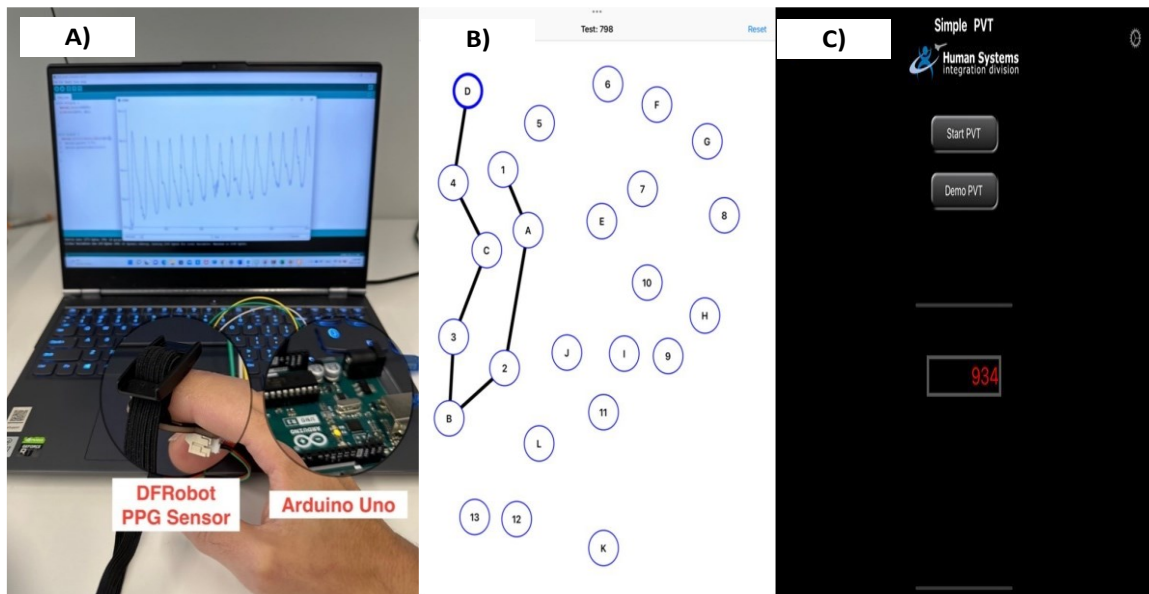 A)
DFRobot
PPG Sensor
Arduino Uno
ARDUINO
B)
Test: 798
Reset
D
6
F
5
G
1
4
7
8
E
A
C
10
H
3
J
I
9
2
11
B
L
13
12
K
C)
Simple PVT
Human Systems
integration division
Start PVT
Demo PVT
934